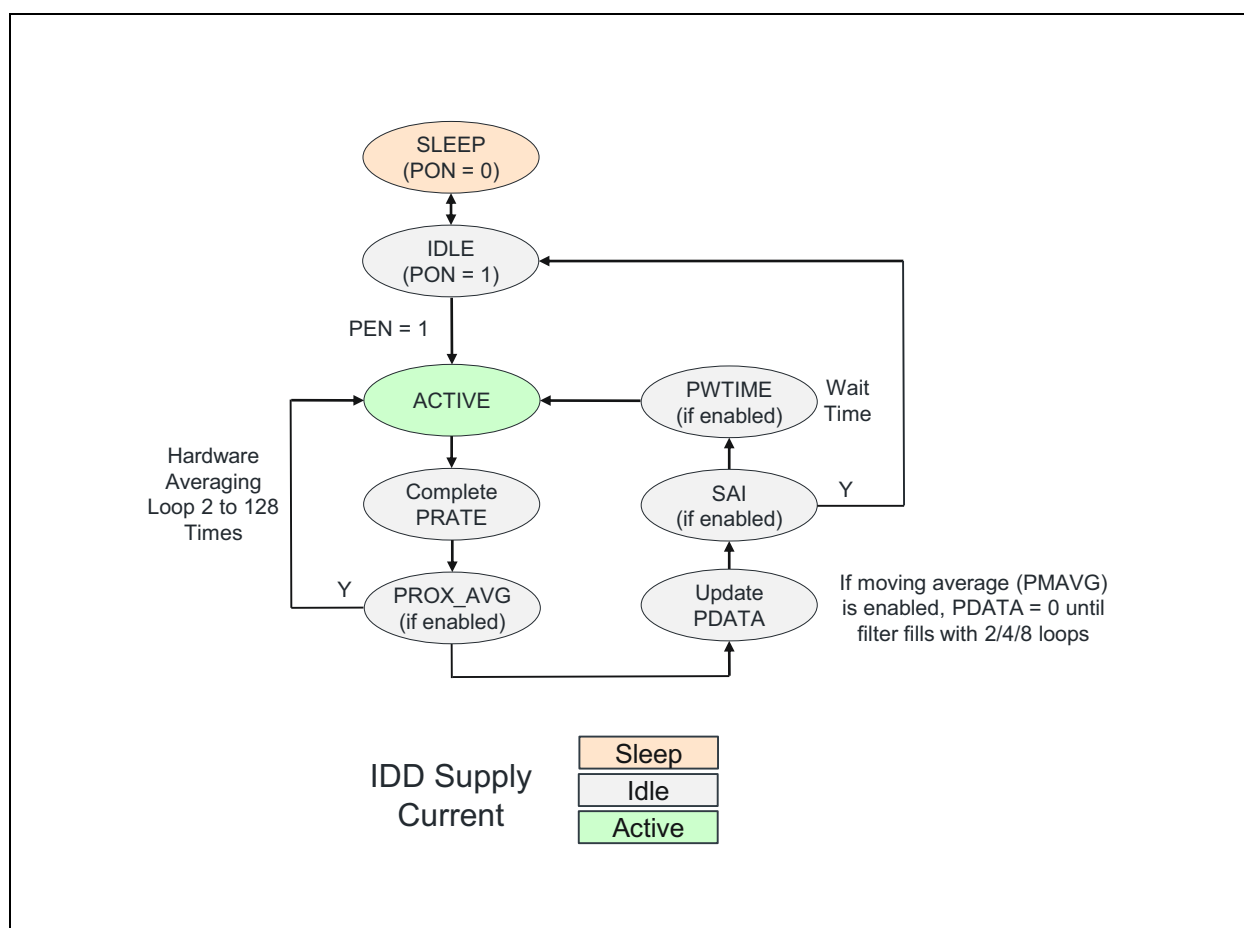 SLEEP
(PON = 0)
IDLE
(PON = 1)
PEN = 1
ACTIVE
PWTIME
(if enabled)
Wait
Time
Hardware
Averaging
Loop 2 to 128
Times
Complete
PRATE
SAI
(if enabled)
Y
Y
PROX_AVG
(if enabled)
Update
PDATA
If moving average (PMAVG)
is enabled, PDATA = 0 until
filter fills with 2/4/8 loops
IDD Supply
Current
Sleep
Idle
Active